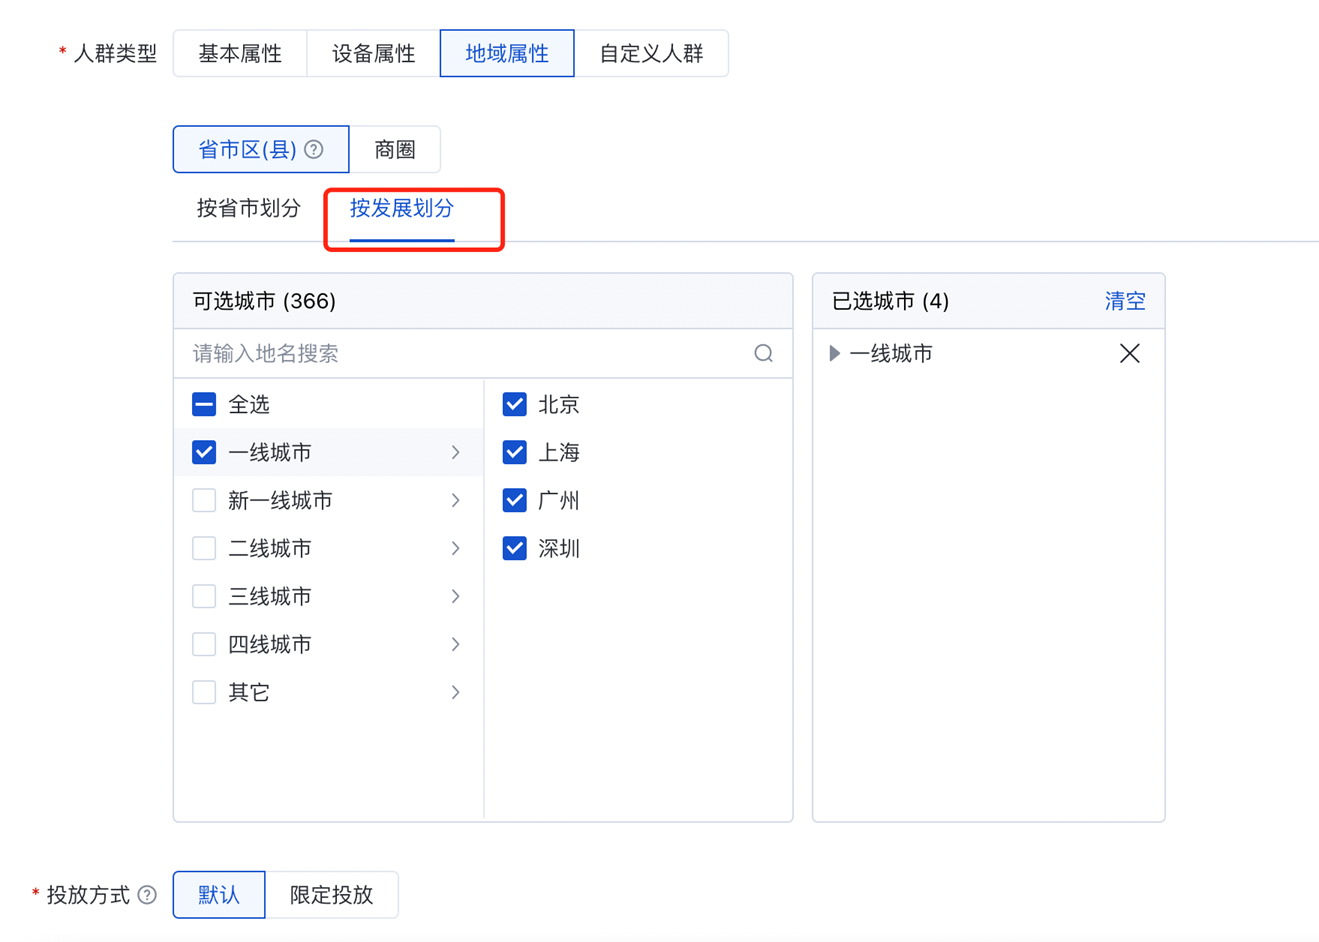 * 人群类型 基本属性 设备属性 地域属性 自定义人群
省市区(县) ? 商圈
按省市划分 按发展划分
可选城市 (366)
请输入地名搜索
全选
一线城市
新一线城市
二线城市
三线城市
四线城市
其它
北京
上海
广州
深圳
已选城市 (4) 清空
一线城市
* 投放方式 ? 默认 限定投放